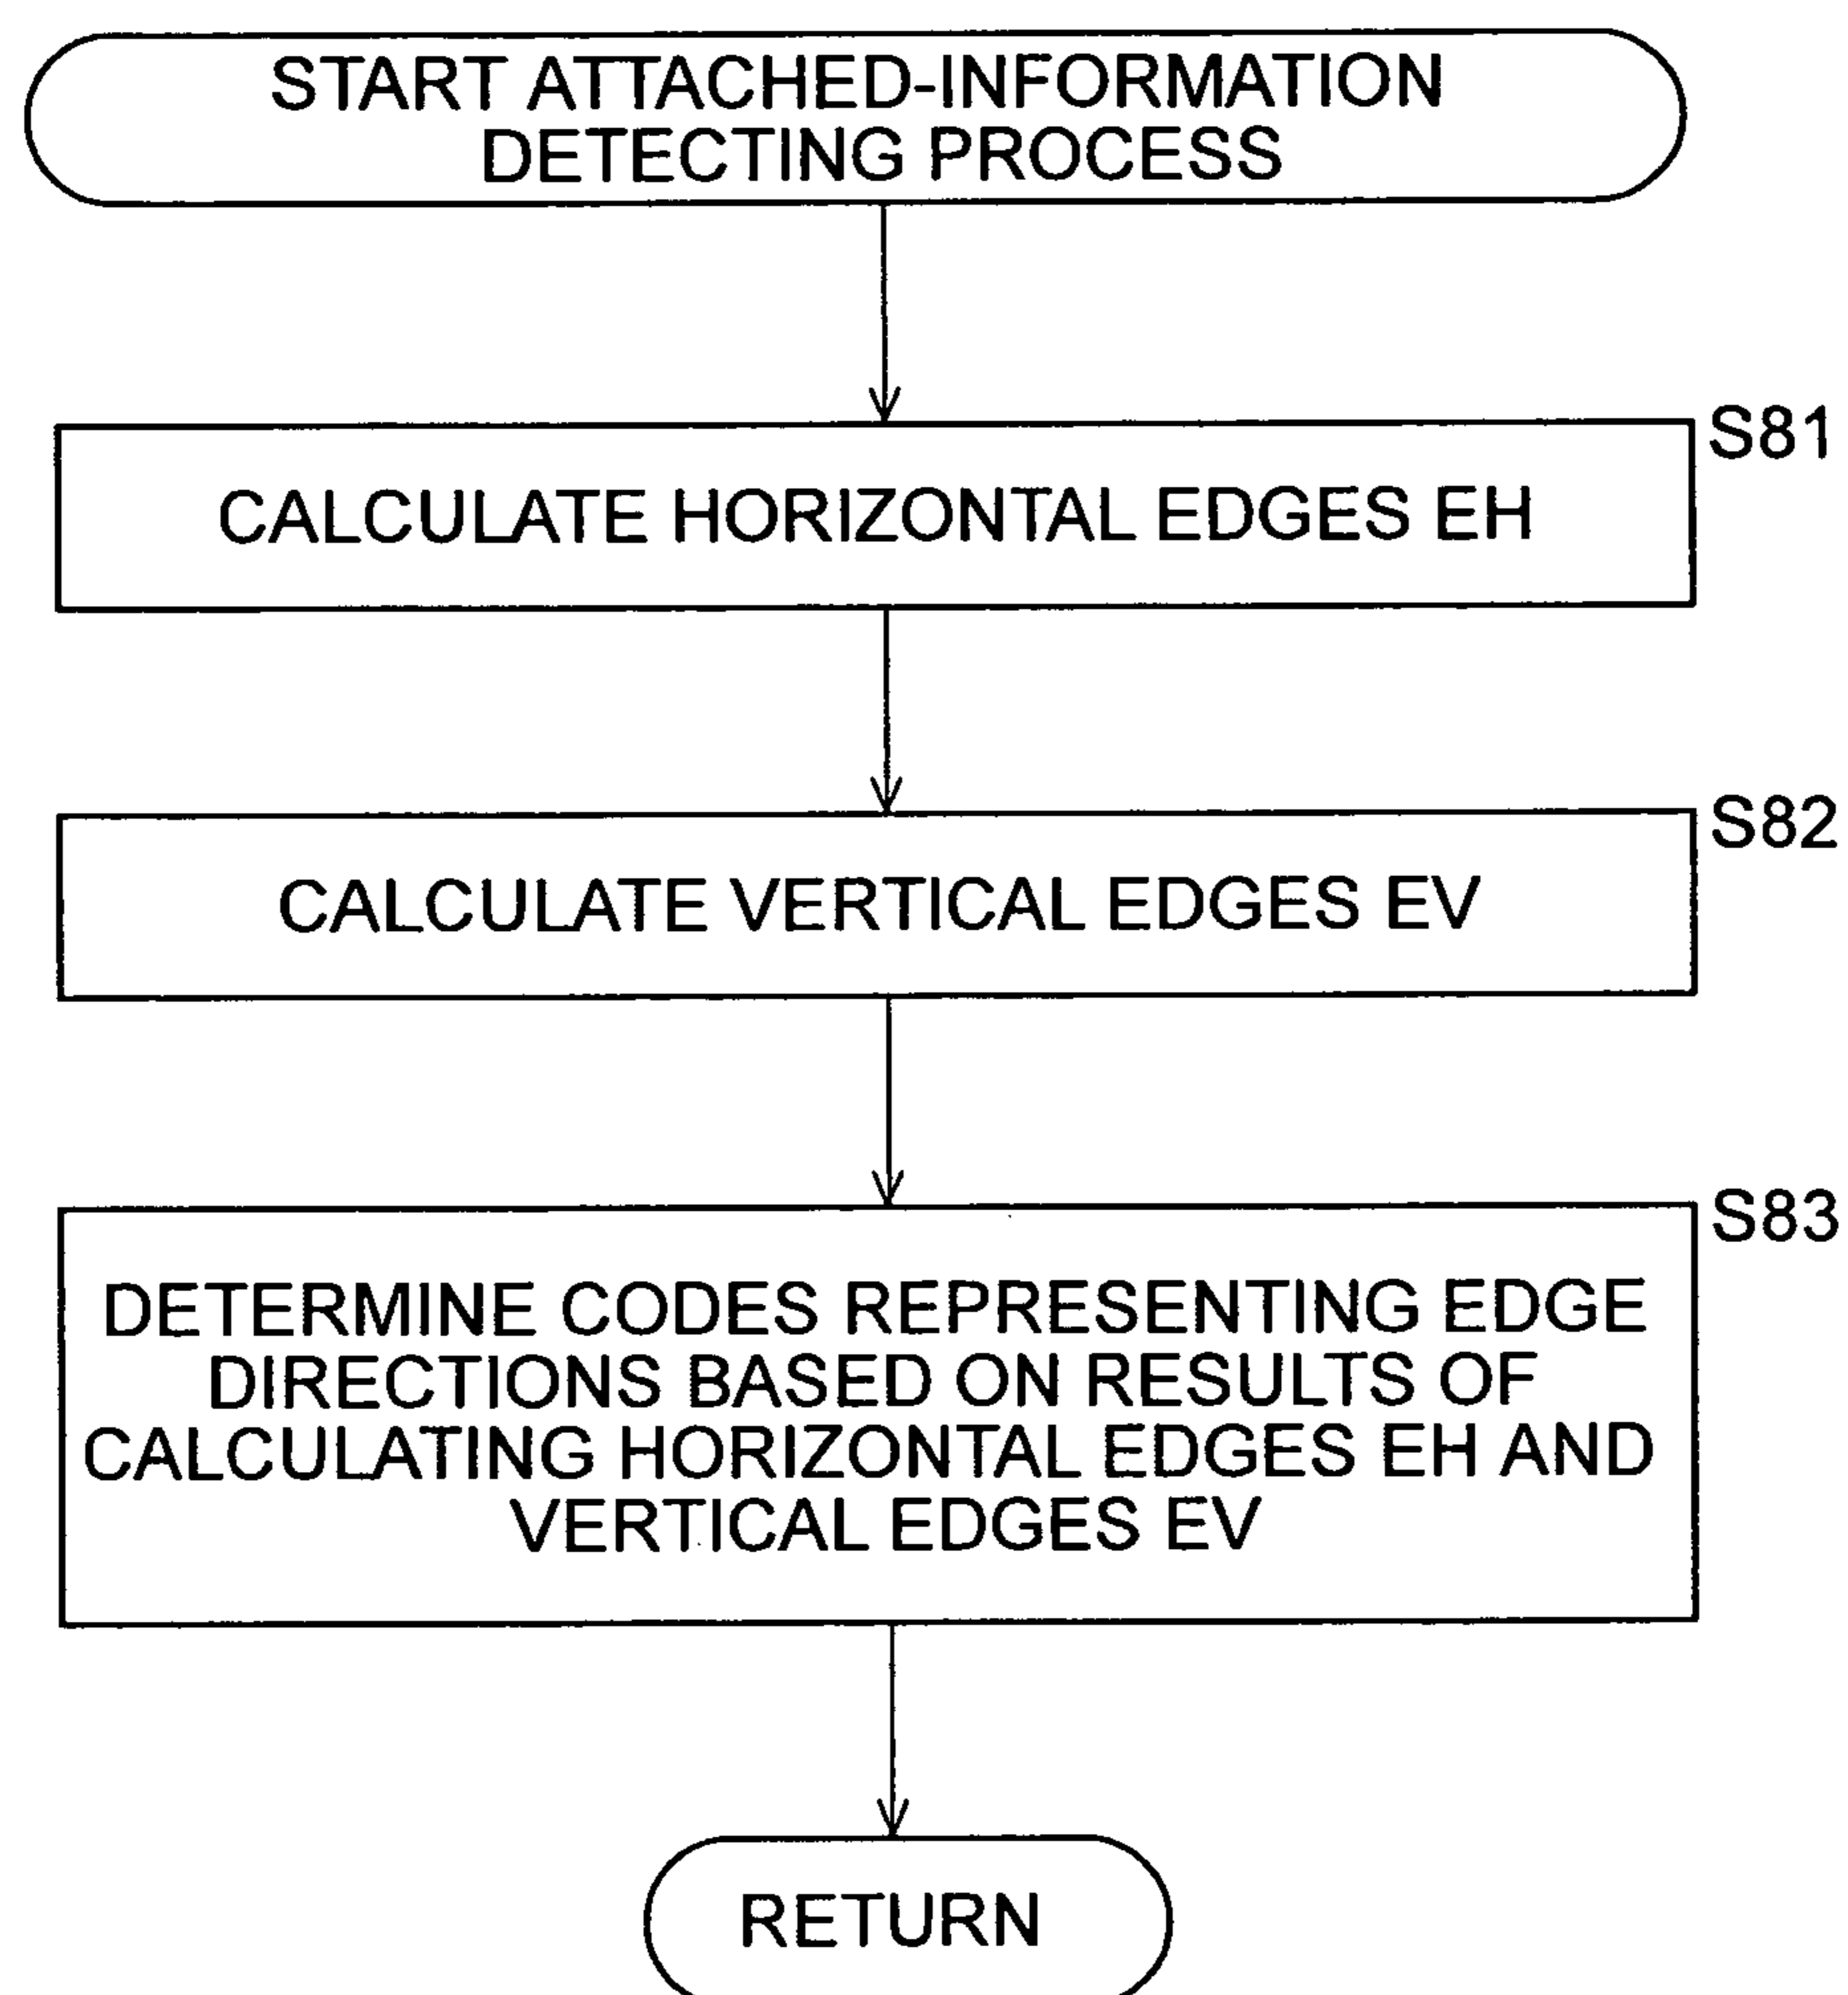 START ATTACHED-INFORMATION
DETECTING PROCESS
S81
CALCULATE HORIZONTAL EDGES EH
S82
CALCULATE VERTICAL EDGES EV
S83
DETERMINE CODES REPRESENTING EDGE
DIRECTIONS BASED ON RESULTS OF
CALCULATING HORIZONTAL EDGES EH AND
VERTICAL EDGES EV
RETURN